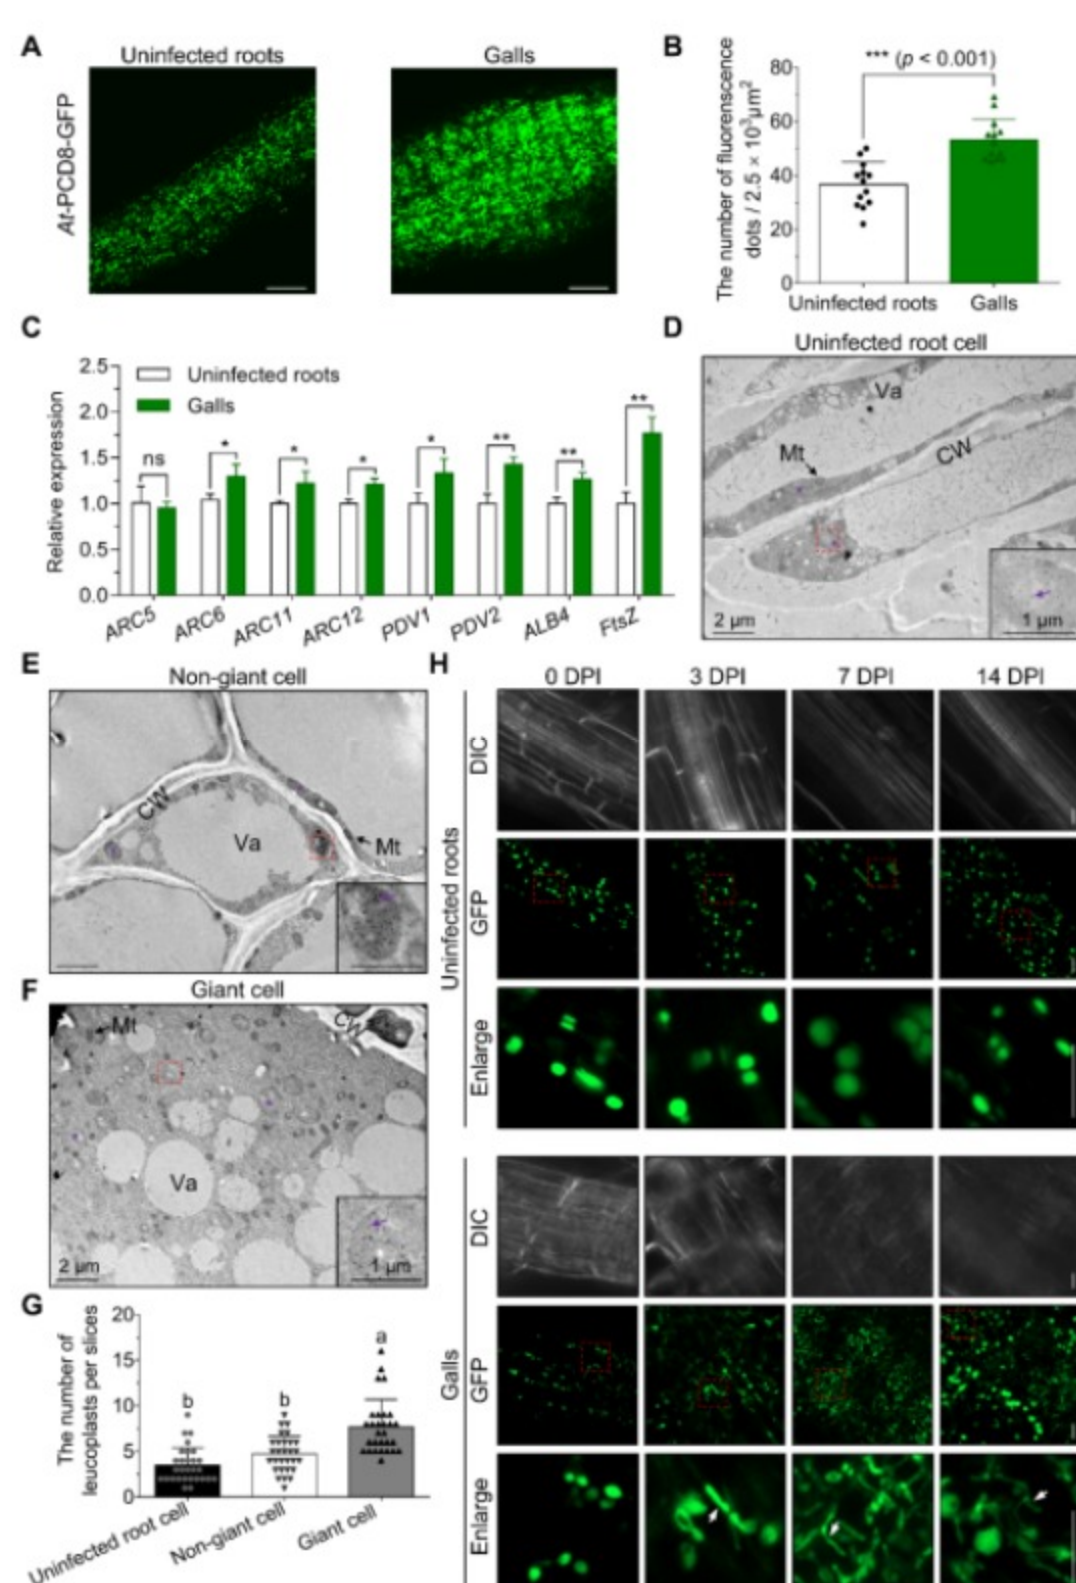 A
Uninfected roots
Galls
At-PCD8-GFP
B
The number of fluorenscence
dots / 2.5 × 10³μm²
*** (p < 0.001)
80
60
40
20
0
Uninfected roots
Galls
C
Relative expression
2.5
2.0
1.5
1.0
0.5
0.0
Uninfected roots
Galls
ns
*
*
*
*
**
**
**
ARC5
ARC6
ARC11
ARC12
PDV1
PDV2
ALB4
FtsZ
D
Uninfected root cell
Va
Mt
CW
2 μm
1 μm
E
Non-giant cell
CW
Va
Mt
F
Giant cell
Mt
CW
Va
2 μm
1 μm
G
The number of
leucoplasts per slices
20
15
10
5
0
b
b
a
Uninfected root cell
Non-giant cell
Giant cell
H
0 DPI
3 DPI
7 DPI
14 DPI
Uninfected roots
DIC
GFP
Enlarge
Galls
DIC
GFP
Enlarge